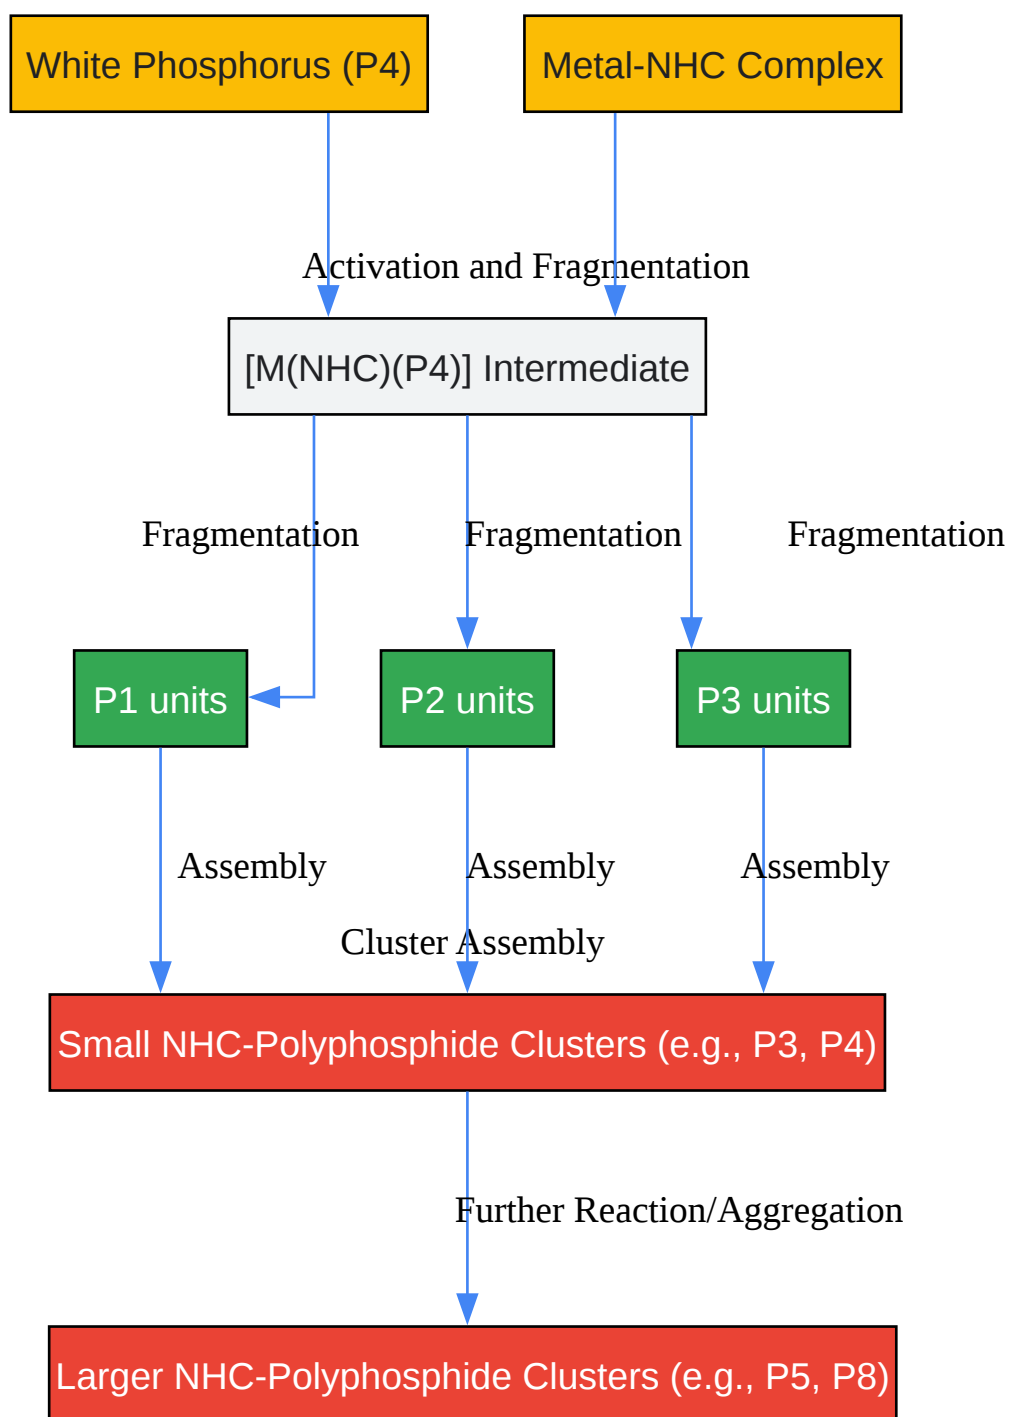 White Phosphorus (P4)
Metal-NHC Complex
Activation and Fragmentation
[M(NHC)(P4)] Intermediate
Fragmentation
Fragmentation
Fragmentation
P1 units
P2 units
P3 units
Assembly
Assembly
Assembly
Cluster Assembly
Small NHC-Polyphosphide Clusters (e.g., P3, P4)
Further Reaction/Aggregation
Larger NHC-Polyphosphide Clusters (e.g., P5, P8)